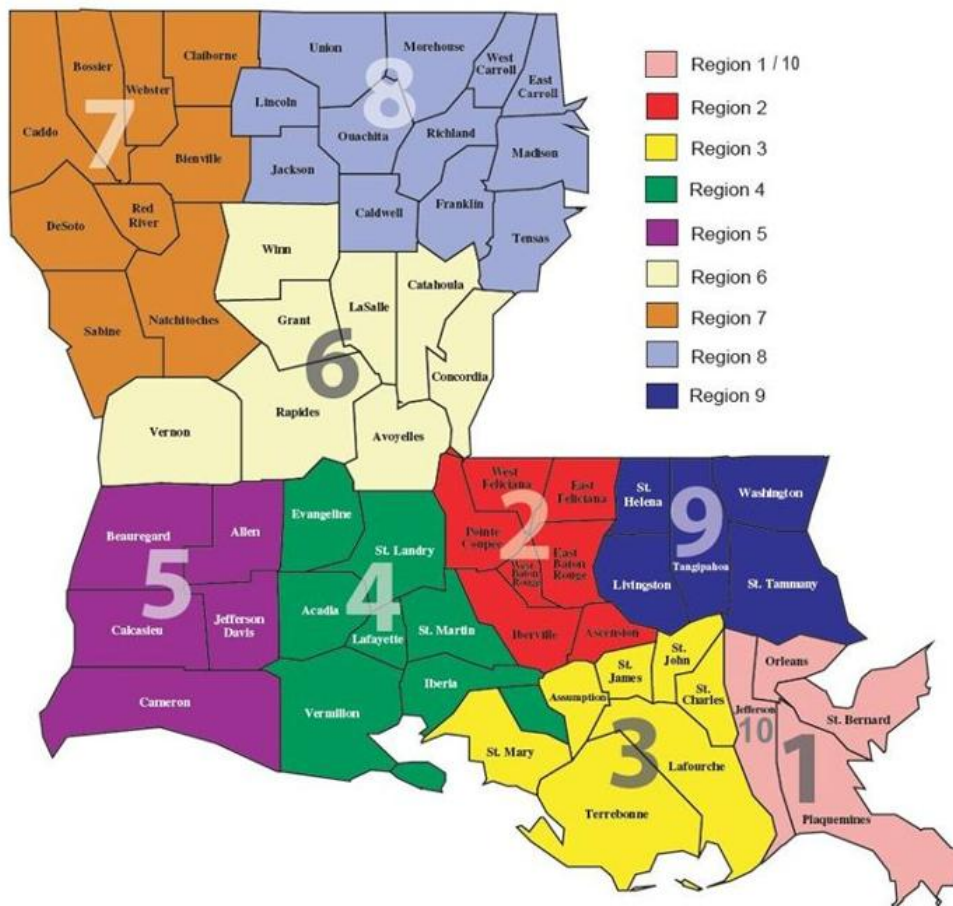 Union
Morehouse
West
Carroll
East
Carroll
Claiborne
Bossier
Webster
7
Caddo
Bienville
DeSoto
Red
River
Sabine
Natchitoches
8
Lincoln
Ouachita
Richland
Madison
Jackson
Caldwell
Franklin
Tensas
Winn
LaSalle
Catahoula
Grant
6
Concordia
Rapides
Vernon
Avoyelles
Region 1 / 10
Region 2
Region 3
Region 4
Region 5
Region 6
Region 7
Region 8
Region 9
Beauregard
Allen
5
Calcasieu
Jefferson
Davis
Cameron
Evangeline
St. Landry
4
Acadia
Lafayette
St. Martin
Iberia
Vermilion
West
Feliciana
East
Feliciana
2
Pointe
Coupee
West
Baton
Rouge
East
Baton
Rouge
Iberville
Ascension
St.
Helena
9
Washington
Livingston
Tangipahoa
St. Tammany
St.
James
St.
John
St.
Charles
Assumption
St. Mary
3
Lafourche
Terrebonne
Jefferson
10
Orleans
St. Bernard
1
Plaquemines